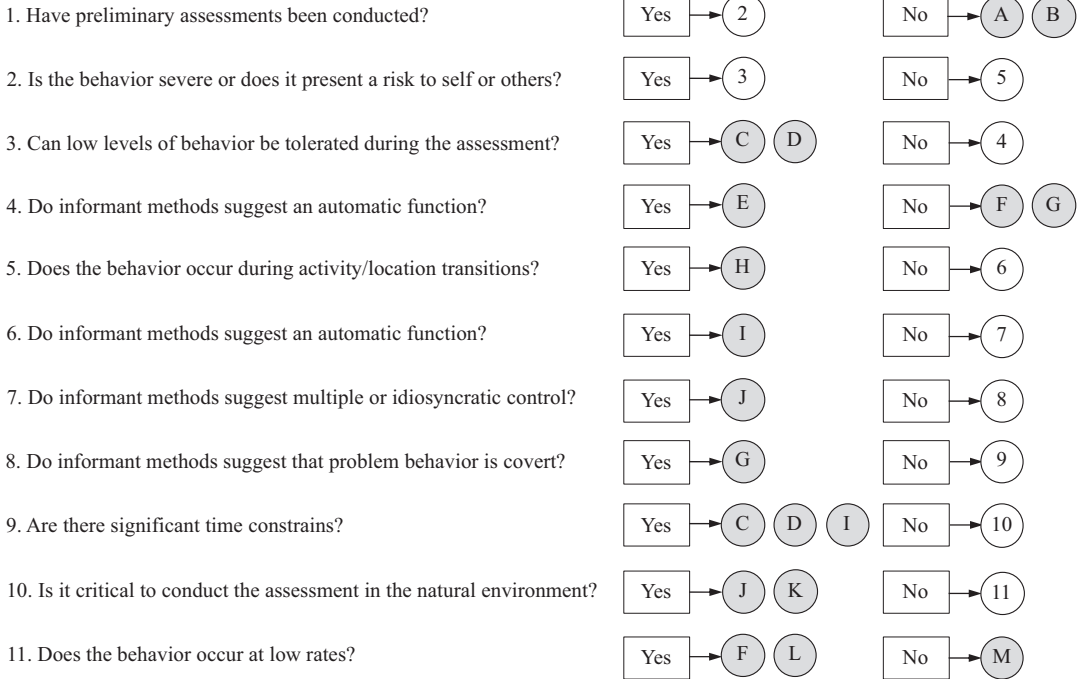 1. Have preliminary assessments been conducted? Yes 2 No A B
2. Is the behavior severe or does it present a risk to self or others? Yes 3 No 5
3. Can low levels of behavior be tolerated during the assessment? Yes C D No 4
4. Do informant methods suggest an automatic function? Yes E No F G
5. Does the behavior occur during activity/location transitions? Yes H No 6
6. Do informant methods suggest an automatic function? Yes I No 7
7. Do informant methods suggest multiple or idiosyncratic control? Yes J No 8
8. Do informant methods suggest that problem behavior is covert? Yes G No 9
9. Are there significant time constrains? Yes C D I No 10
10. Is it critical to conduct the assessment in the natural environment? Yes J K No 11
11. Does the behavior occur at low rates? Yes F L No M